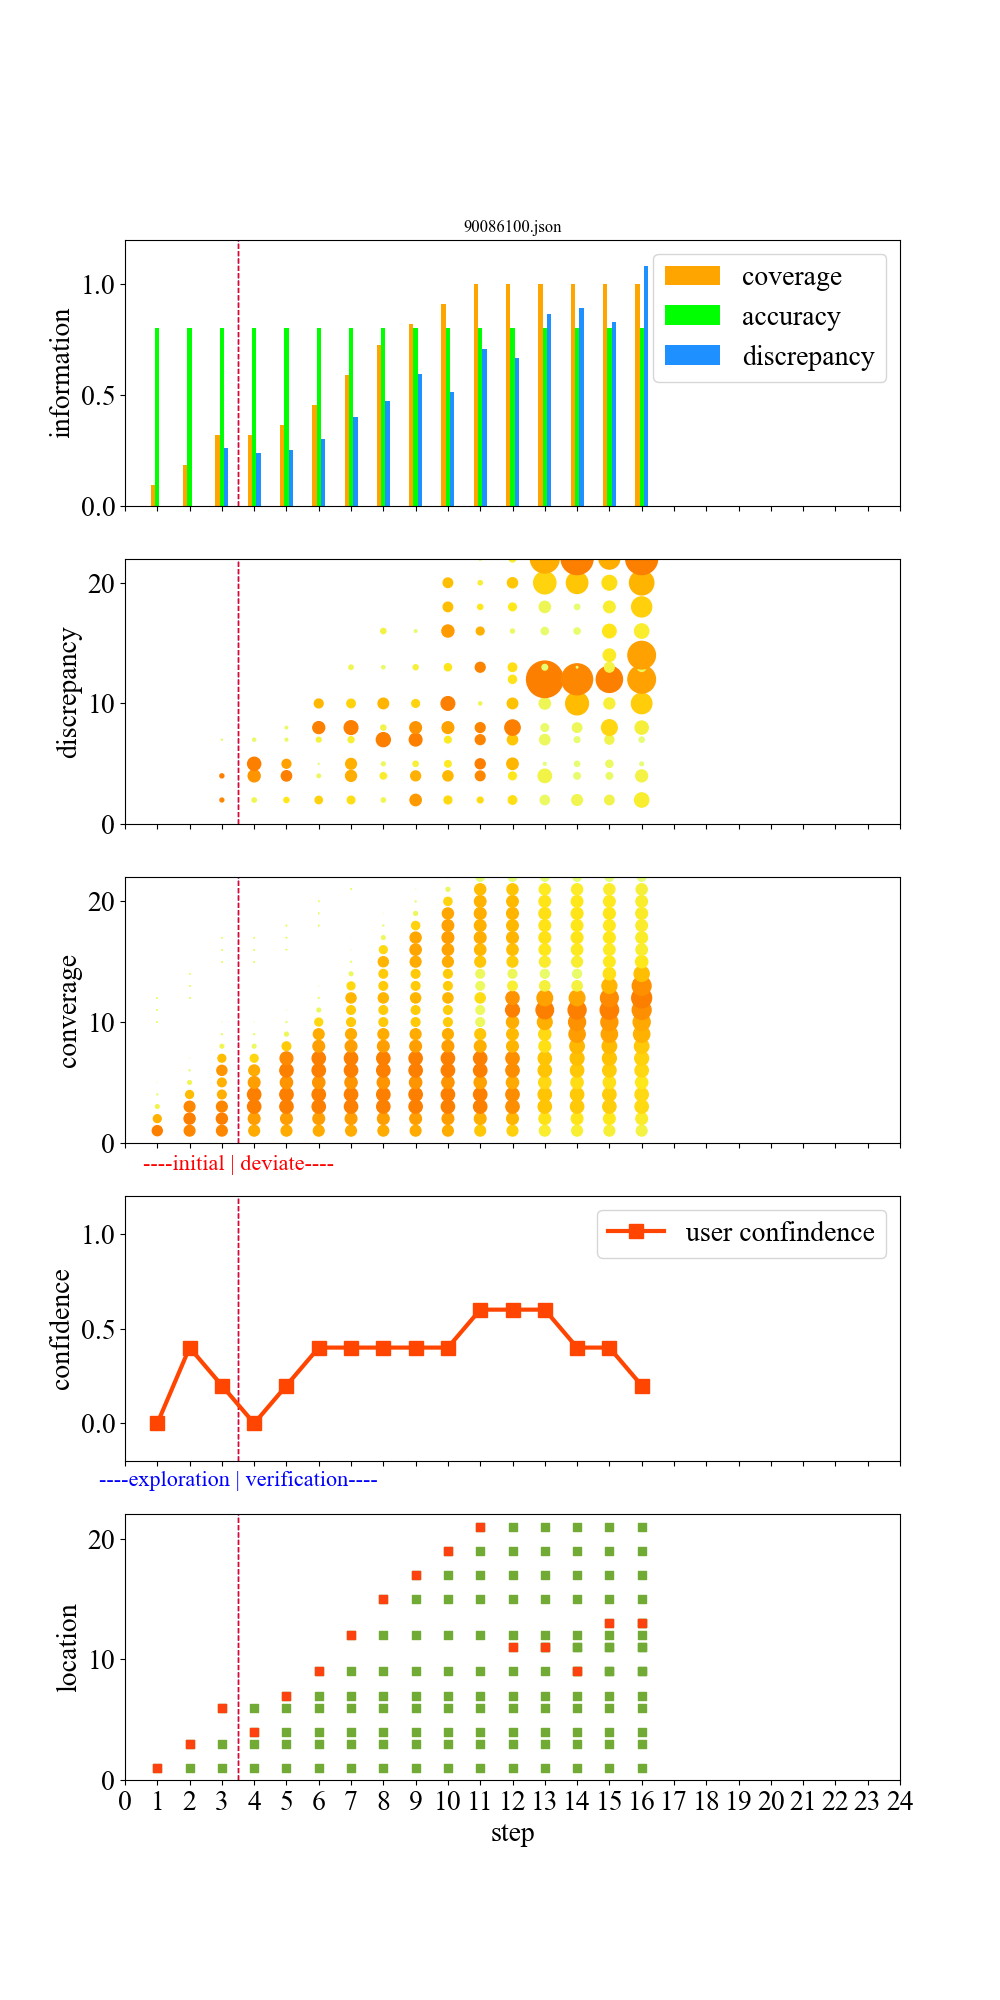 90086100.json
information
1.0
0.5
0.0
coverage
accuracy
discrepancy
discrepancy
20
10
0
converage
20
10
0
----initial | deviate----
confidence
1.0
0.5
0.0
user confindence
----exploration | verification----
location
20
10
0
0 1 2 3 4 5 6 7 8 9 10 11 12 13 14 15 16 17 18 19 20 21 22 23 24
step